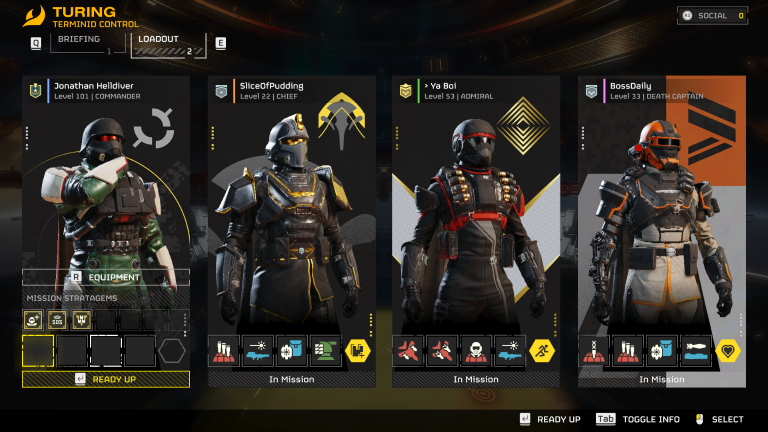 TURING
TERMINID CONTROL
SOCIAL 0
Q
BRIEFING
1
LOADOUT
2
E
Jonathan Helldiver
Level 101 | COMMANDER
SliceOfPudding
Level 22 | CHIEF
> Ya Boi
Level 53 | ADMIRAL
BossDaily
Level 33 | DEATH CAPTAIN
R EQUIPMENT
MISSION STRATAGEMS
SOS
READY UP
In Mission
In Mission
In Mission
READY UP
Tab TOGGLE INFO
SELECT